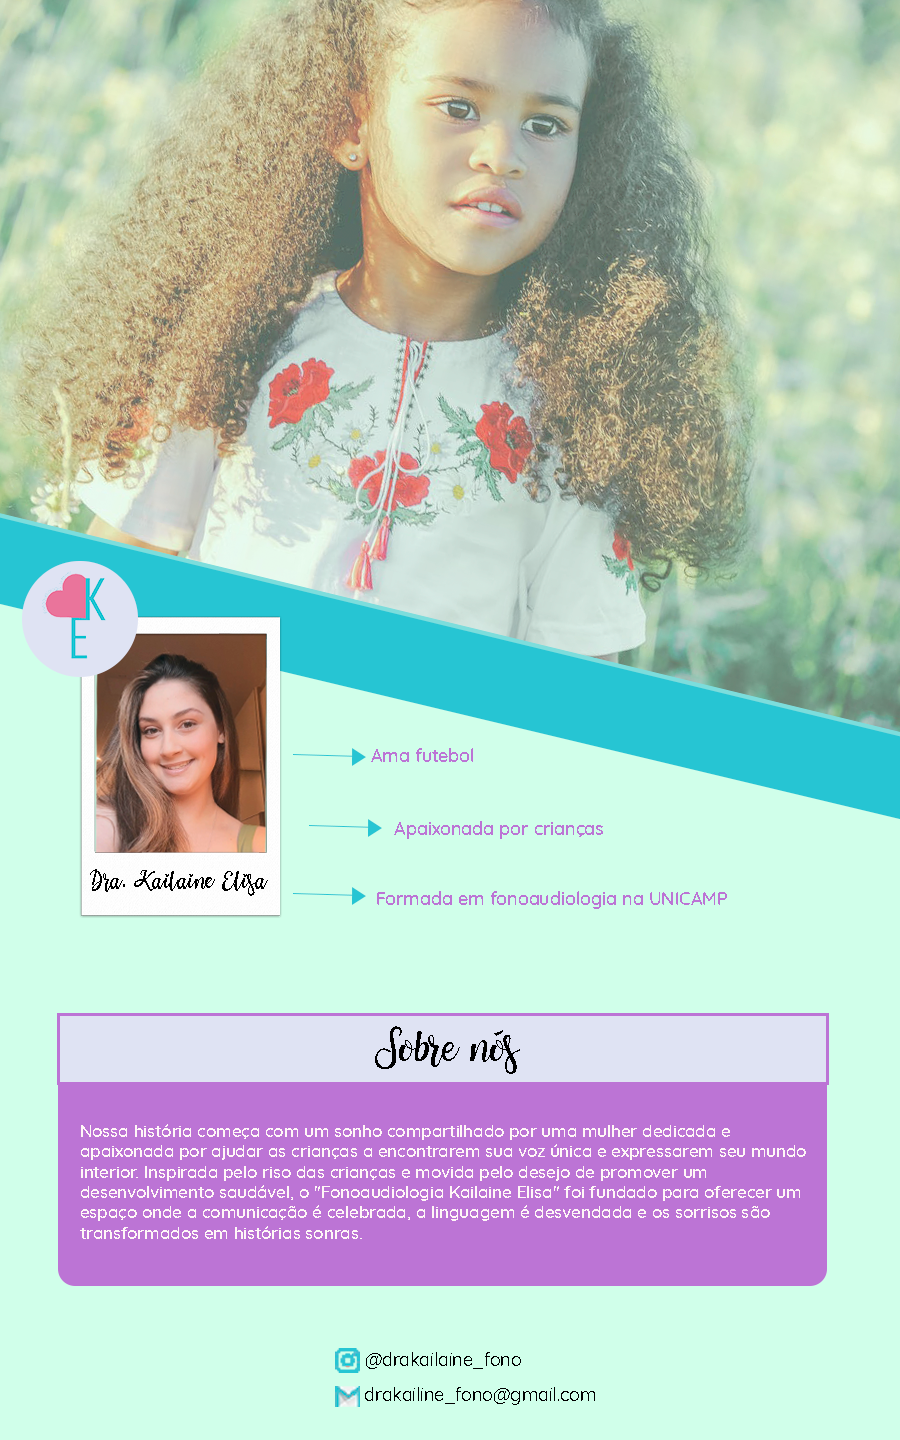 KE
Dra. Kailaine Elisa
Ama futebol
Apaixonada por crianças
Formada em fonoaudiologia na UNICAMP
Sobre nós
Nossa história começa com um sonho compartilhado por uma mulher dedicada e
apaixonada por ajudar as crianças a encontrarem sua voz única e expressarem seu mundo
interior. Inspirada pelo riso das crianças e movida pelo desejo de promover um
desenvolvimento saudável, o "Fonoaudiologia Kailaine Elisa" foi fundado para oferecer um
espaço onde a comunicação é celebrada, a linguagem é desvendada e os sorrisos são
transformados em histórias sonras.
@drakailaine_fono
drakailine_fono@gmail.com